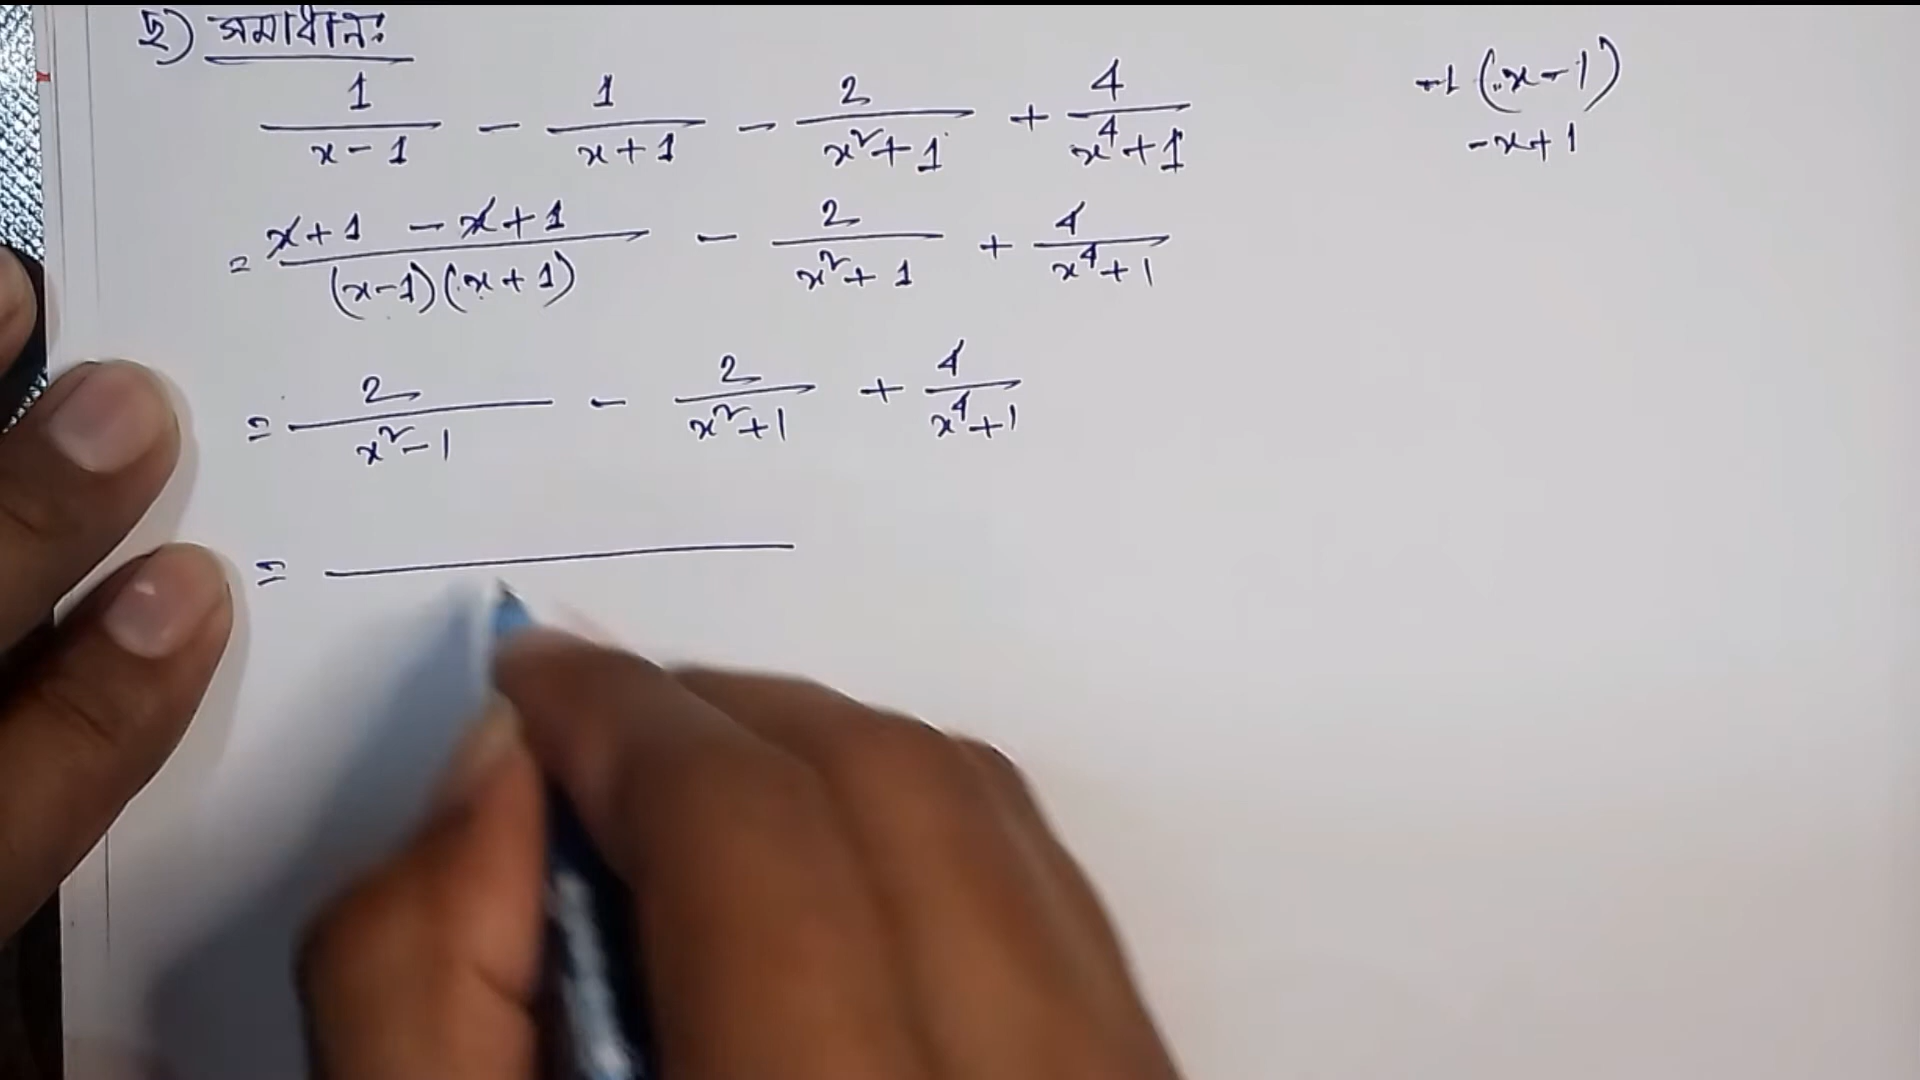 ছ) সমাধানঃ
1/(x-1) - 1/(x+1) - 2/(x²+1) + 4/(x⁴+1)
-1 (x-1)
-x+1
= (x+1 -x+1)/((x-1)(x+1)) - 2/(x²+1) + 4/(x⁴+1)
= 2/(x²-1) - 2/(x²+1) + 4/(x⁴+1)
=